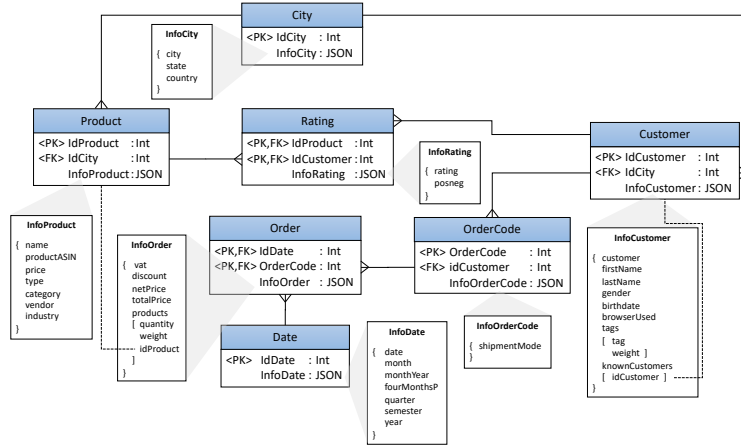 City
<PK> IdCity : Int
InfoCity : JSON
InfoCity
{ city
state
country
}
Product
<PK> IdProduct : Int
<FK> IdCity : Int
InfoProduct : JSON
Rating
<PK,FK> IdProduct : Int
<PK,FK> IdCustomer : Int
InfoRating : JSON
InfoRating
{ rating
posneg
}
Customer
<PK> IdCustomer : Int
<FK> IdCity : Int
InfoCustomer : JSON
InfoProduct
{ name
productASIN
price
type
category
vendor
industry
}
InfoOrder
{ vat
discount
netPrice
totalPrice
products
[ quantity
weight
idProduct
]
}
Order
<PK,FK> IdDate : Int
<PK,FK> OrderCode : Int
InfoOrder : JSON
OrderCode
<PK> OrderCode : Int
<FK> idCustomer : Int
InfoOrderCode : JSON
InfoCustomer
{ customer
firstName
lastName
gender
birthdate
browserUsed
tags
[ tag
weight ]
knownCustomers
[ idCustomer ]
}
Date
<PK> IdDate : Int
InfoDate : JSON
InfoDate
{ date
month
monthYear
fourMonthsP
quarter
semester
year
}
InfoOrderCode
{ shipmentMode
}